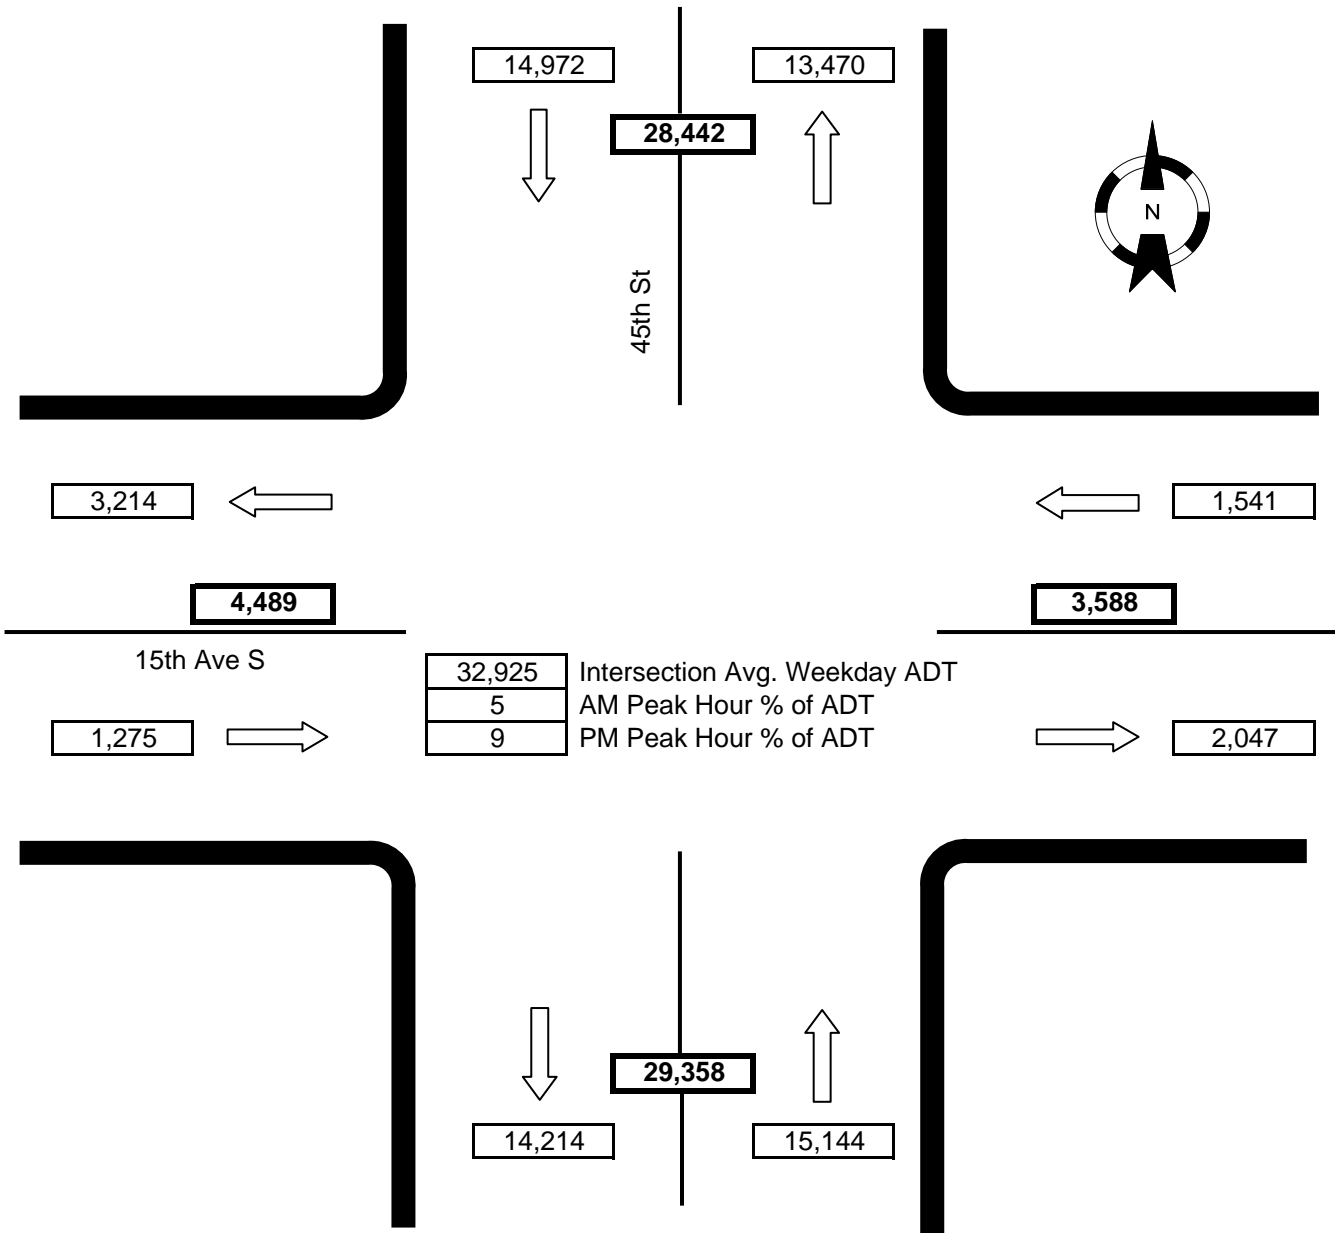 14,972
13,470
28,442
N
45th St
3,214
1,541
4,489
3,588
15th Ave S
32,925 Intersection Avg. Weekday ADT
5 AM Peak Hour % of ADT
9 PM Peak Hour % of ADT
1,275
2,047
29,358
14,214
15,144